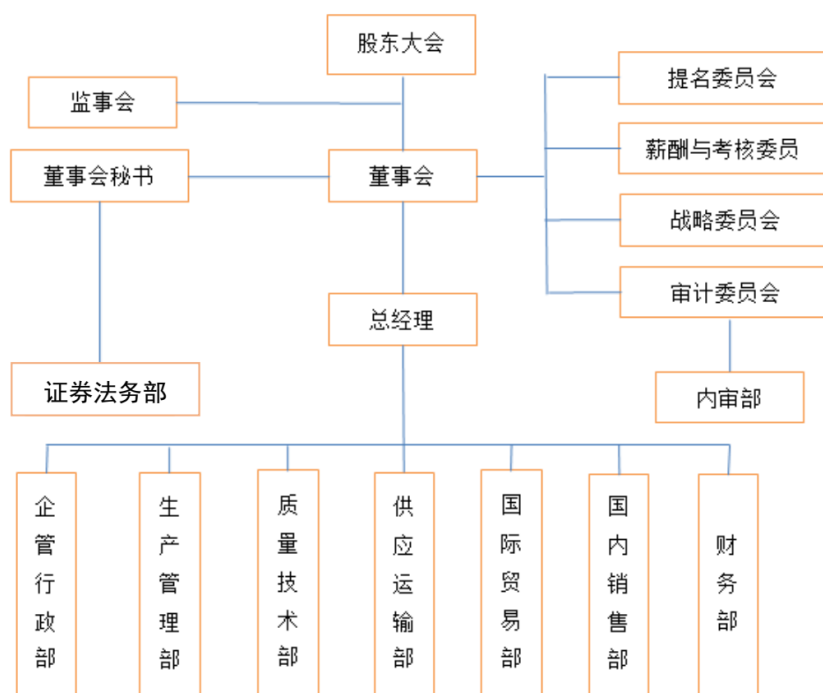 股东大会
监事会
提名委员会
薪酬与考核委员
董事会秘书
董事会
战略委员会
审计委员会
总经理
证券法务部
内审部
企管行政部
生产管理部
质量技术部
供应运输部
国际贸易部
国内销售部
财务部